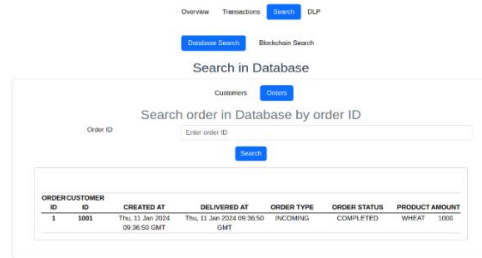 Overview Transactions Search DLP
Database Search Blockchain Search
Search in Database
Customers Orders
Search order in Database by order ID
Order ID Enter order ID
Search
ORDER ID CUSTOMER ID CREATED AT DELIVERED AT ORDER TYPE ORDER STATUS PRODUCT AMOUNT
1 1001 Thu, 11 Jan 2024 09:36:50 GMT Thu, 11 Jan 2024 09:36:50 GMT INCOMING COMPLETED WHEAT 1000